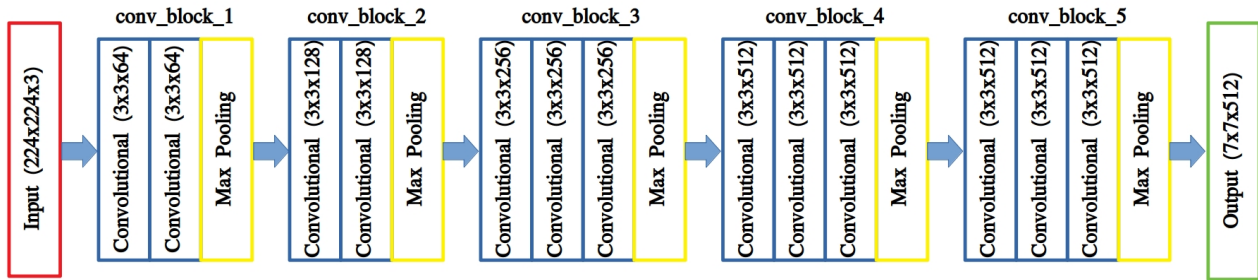 conv_block_1
conv_block_2
conv_block_3
conv_block_4
conv_block_5
Input (224x224x3)
Convolutional (3x3x64)
Convolutional (3x3x64)
Max Pooling
Convolutional (3x3x128)
Convolutional (3x3x128)
Max Pooling
Convolutional (3x3x256)
Convolutional (3x3x256)
Convolutional (3x3x256)
Max Pooling
Convolutional (3x3x512)
Convolutional (3x3x512)
Convolutional (3x3x512)
Max Pooling
Convolutional (3x3x512)
Convolutional (3x3x512)
Convolutional (3x3x512)
Max Pooling
Output (7x7x512)